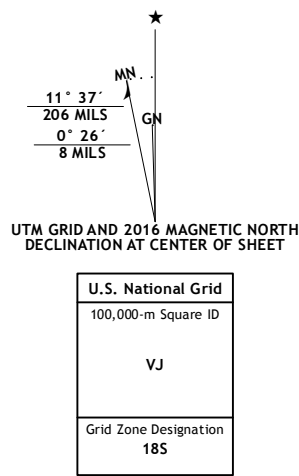 ★
MN
GN
11° 37´
206 MILS
0° 26´
8 MILS
UTM GRID AND 2016 MAGNETIC NORTH
DECLINATION AT CENTER OF SHEET
U.S. National Grid
100,000-m Square ID
VJ
Grid Zone Designation
18S